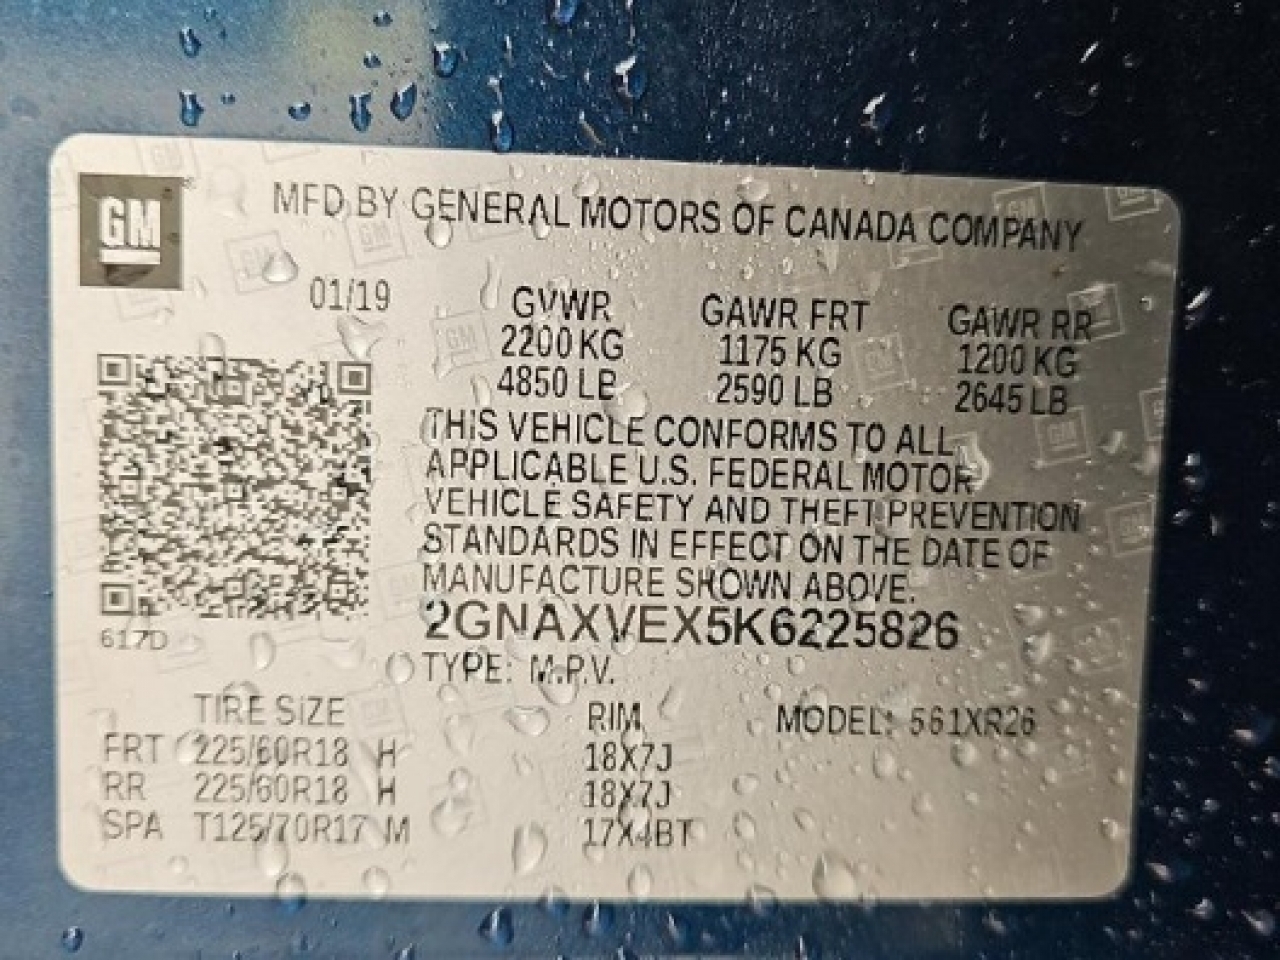 GM
MFD BY GENERAL MOTORS OF CANADA COMPANY
01/19 GVWR GAWR FRT GAWR RR
2200 KG 1175 KG 1200 KG
4850 LB 2590 LB 2645 LB
THIS VEHICLE CONFORMS TO ALL
APPLICABLE U.S. FEDERAL MOTOR
VEHICLE SAFETY AND THEFT PREVENTION
STANDARDS IN EFFECT ON THE DATE OF
MANUFACTURE SHOWN ABOVE.
2GNAXVEX5K6225826
617D
TYPE: M.P.V.
TIRE SIZE RIM MODEL: 561XR26
FRT 225/60R18 H 18X7J
RR 225/60R18 H 18X7J
SPA T125/70R17 M 17X4BT